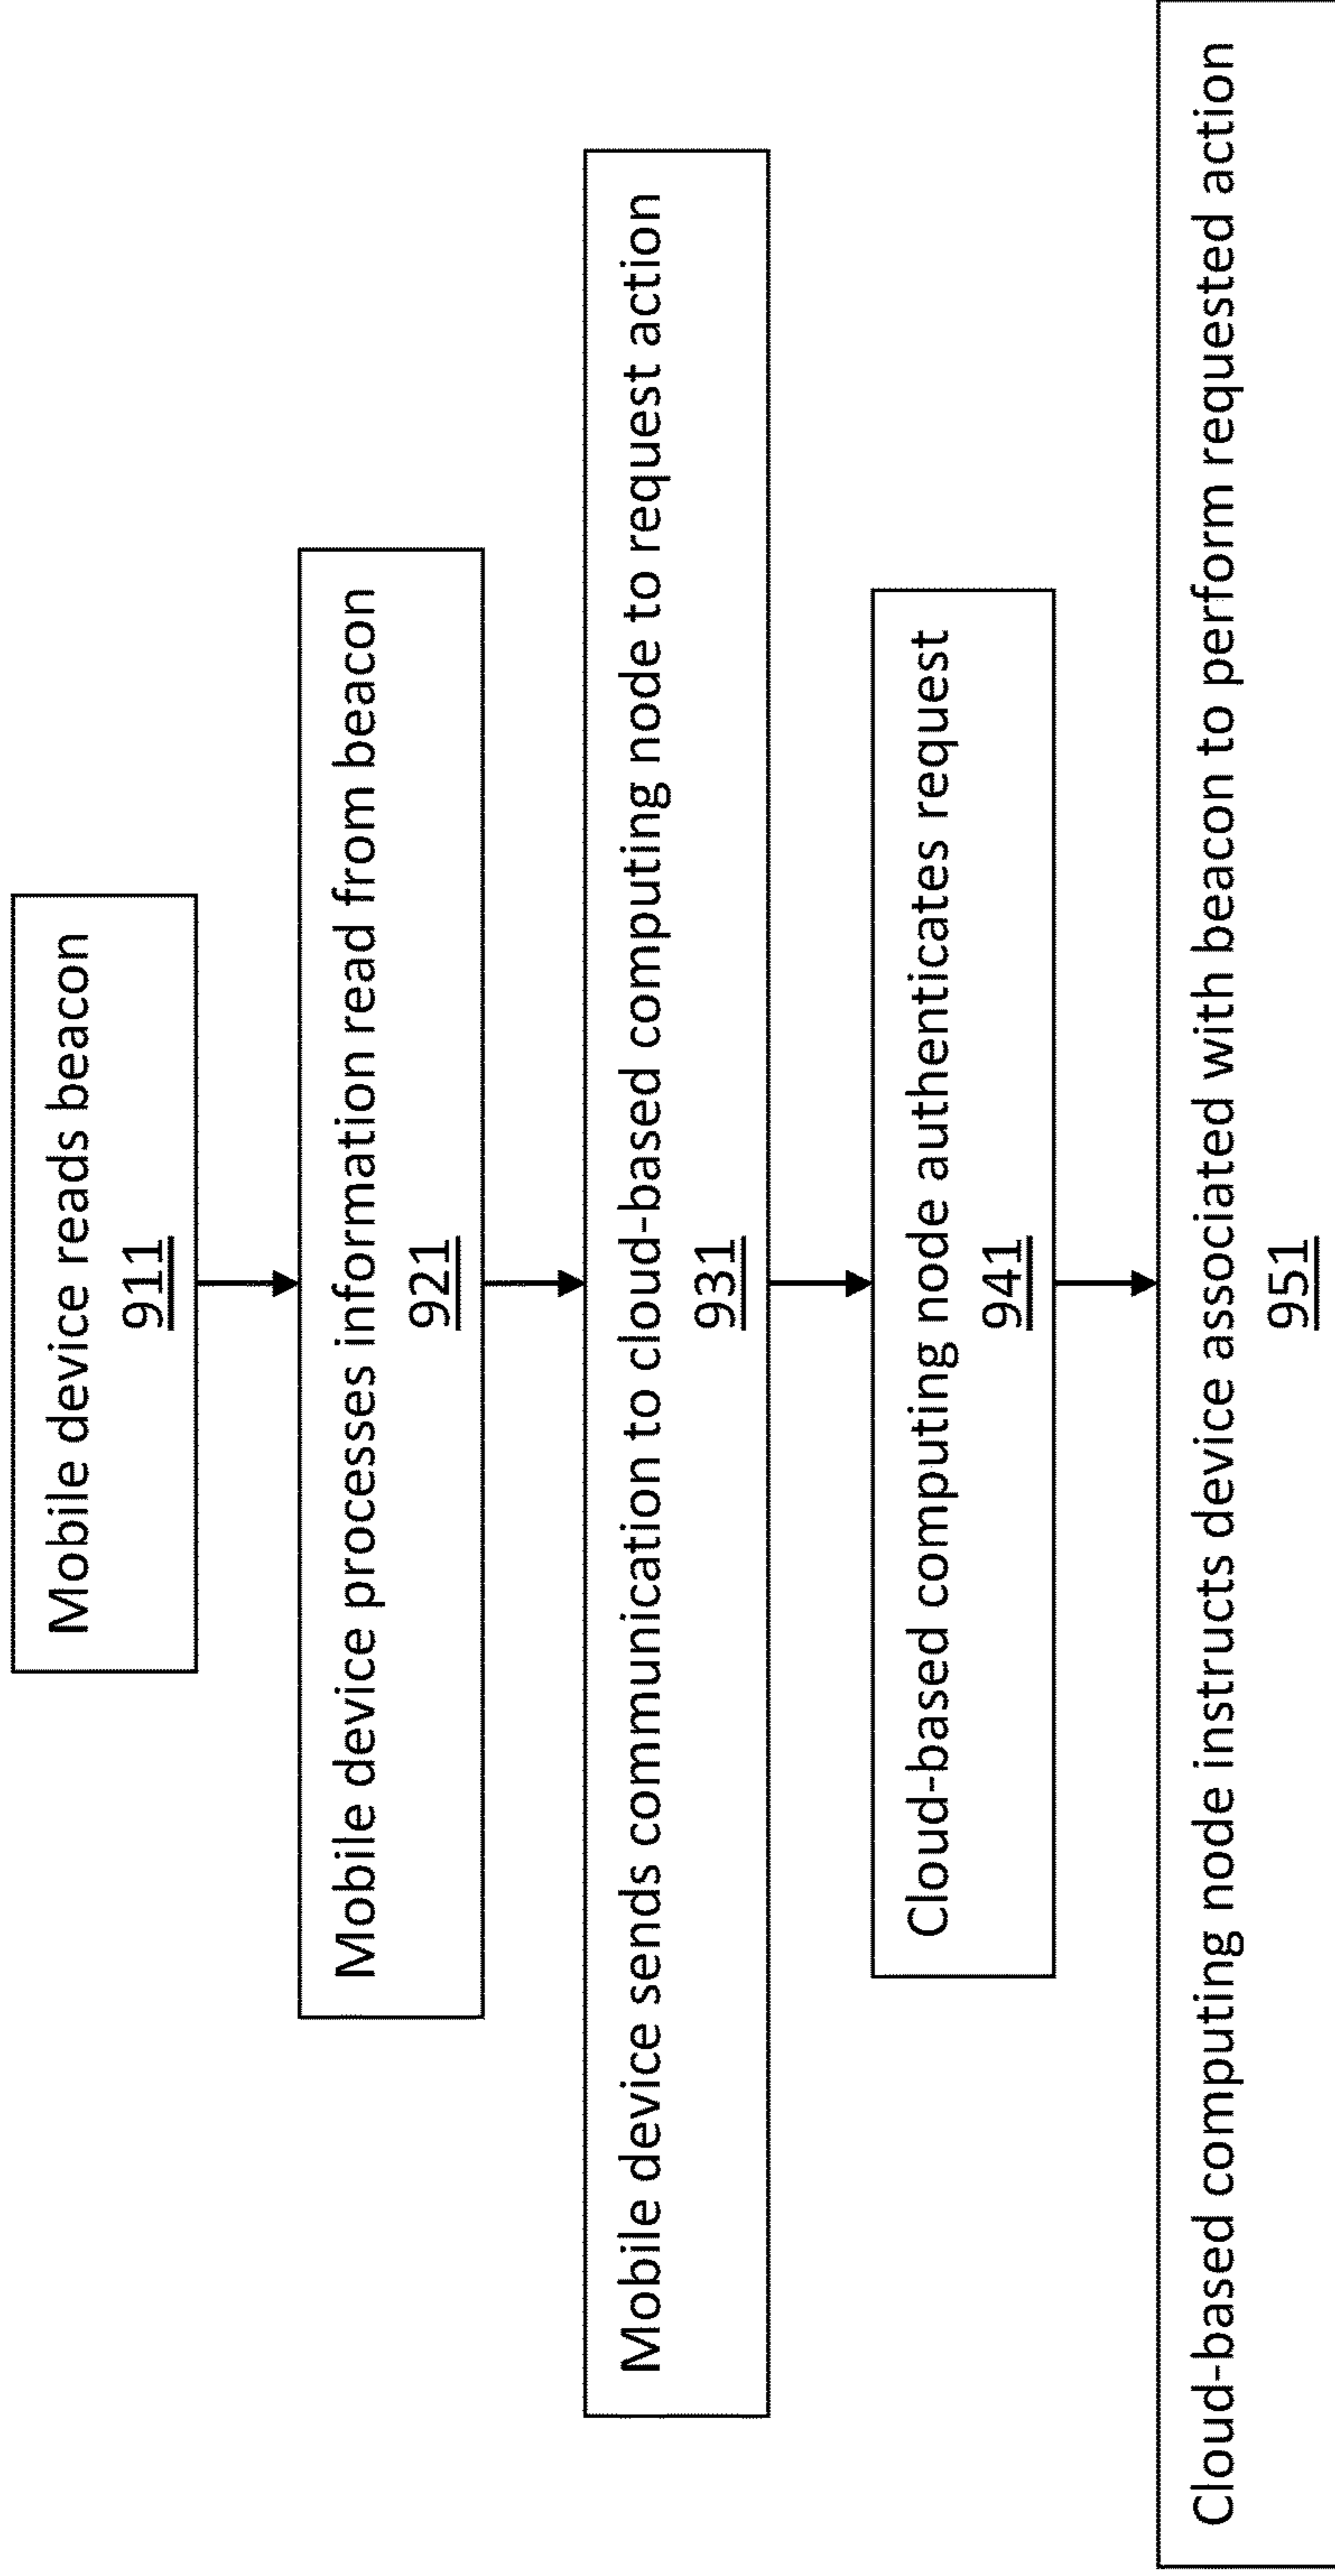 Mobile device reads beacon
911
Mobile device processes information read from beacon
921
Mobile device sends communication to cloud-based computing node to request action
931
Cloud-based computing node authenticates request
941
Cloud-based computing node instructs device associated with beacon to perform requested action
951